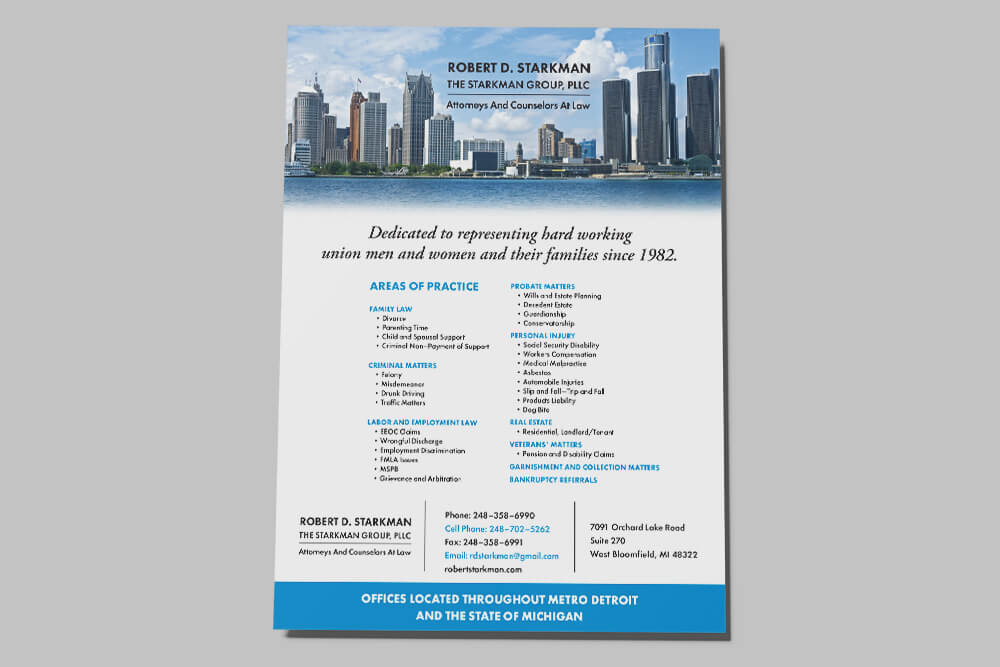 ROBERT D. STARKMAN
THE STARKMAN GROUP, PLLC
Attorneys And Counselors At Law
Dedicated to representing hard working
union men and women and their families since 1982.
AREAS OF PRACTICE
FAMILY LAW
• Divorce
• Parenting Time
• Child and Spousal Support
• Criminal Non-Payment of Support
CRIMINAL MATTERS
• Felony
• Misdemeanor
• Drunk Driving
• Traffic Matters
LABOR AND EMPLOYMENT LAW
• EEOC Claims
• Wrongful Discharge
• Employment Discrimination
• FMLA Issues
• MSPB
• Grievance and Arbitration
PROBATE MATTERS
• Wills and Estate Planning
• Decedent Estate
• Guardianship
• Conservatorship
PERSONAL INJURY
• Social Security Disability
• Workers Compensation
• Medical Malpractice
• Asbestos
• Automobile Injuries
• Slip and Fall–Trip and Fall
• Products Liability
• Dog Bite
REAL ESTATE
• Residential, Landlord/Tenant
VETERANS' MATTERS
• Pension and Disability Claims
GARNISHMENT AND COLLECTION MATTERS
BANKRUPTCY REFERRALS
ROBERT D. STARKMAN
THE STARKMAN GROUP, PLLC
Attorneys And Counselors At Law
Phone: 248-358-6990
Cell Phone: 248-702-5262
Fax: 248-358-6991
Email: rdstarkman@gmail.com
robertstarkman.com
7091 Orchard Lake Road
Suite 270
West Bloomfield, MI 48322
OFFICES LOCATED THROUGHOUT METRO DETROIT
AND THE STATE OF MICHIGAN